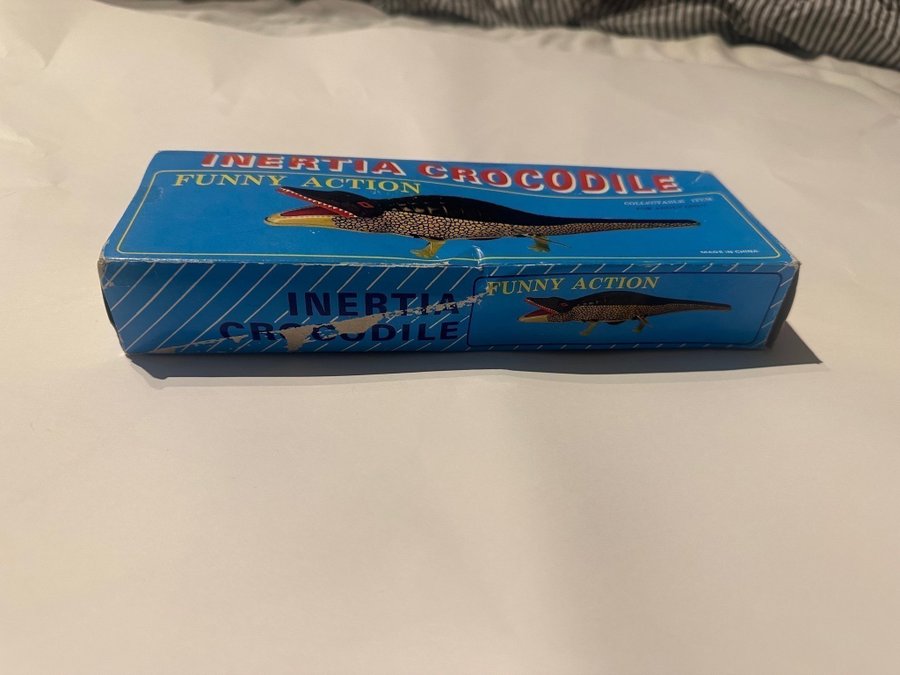 INERTIA CROCODILE
FUNNY ACTION
COLLECTABLE ITEM
MADE IN CHINA
INERTIA
CROCODILE
FUNNY ACTION